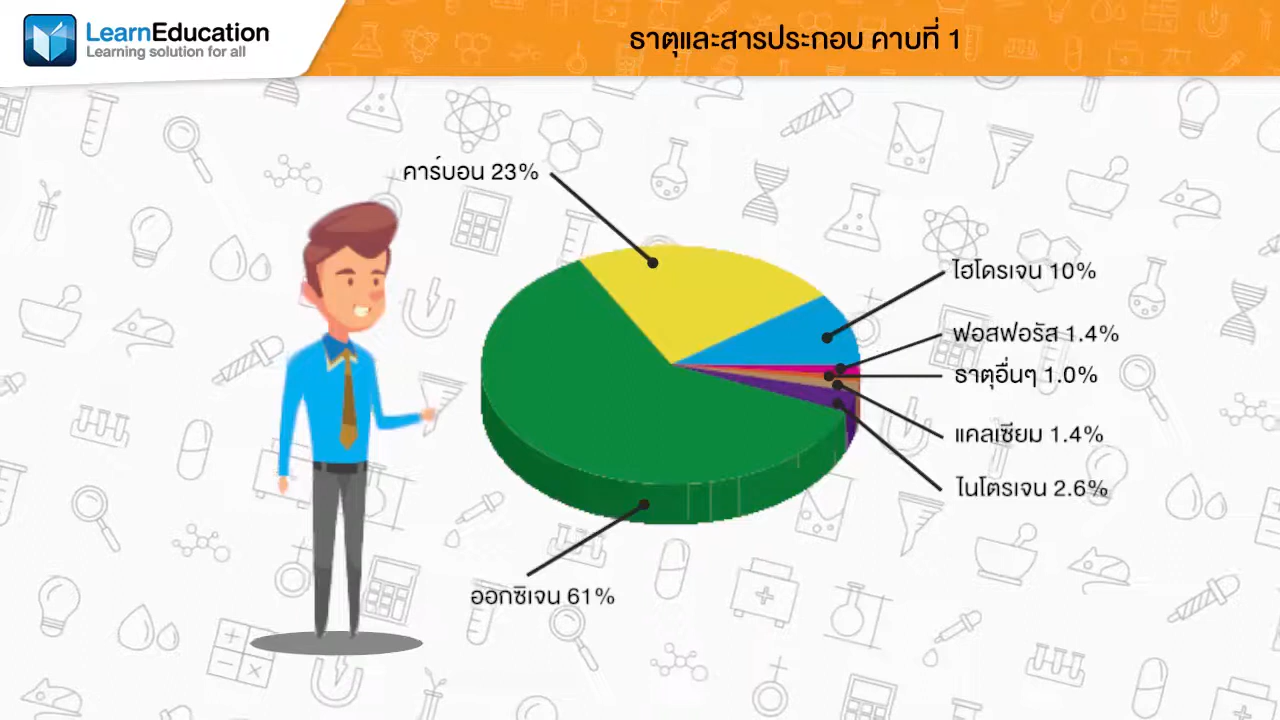 LearnEducation
Learning solution for all
ธาตุและสารประกอบ คาบที่ 1
คาร์บอน 23%
ไฮโดรเจน 10%
ฟอสฟอรัส 1.4%
ธาตุอื่นๆ 1.0%
แคลเซียม 1.4%
ไนโตรเจน 2.6%
ออกซิเจน 61%